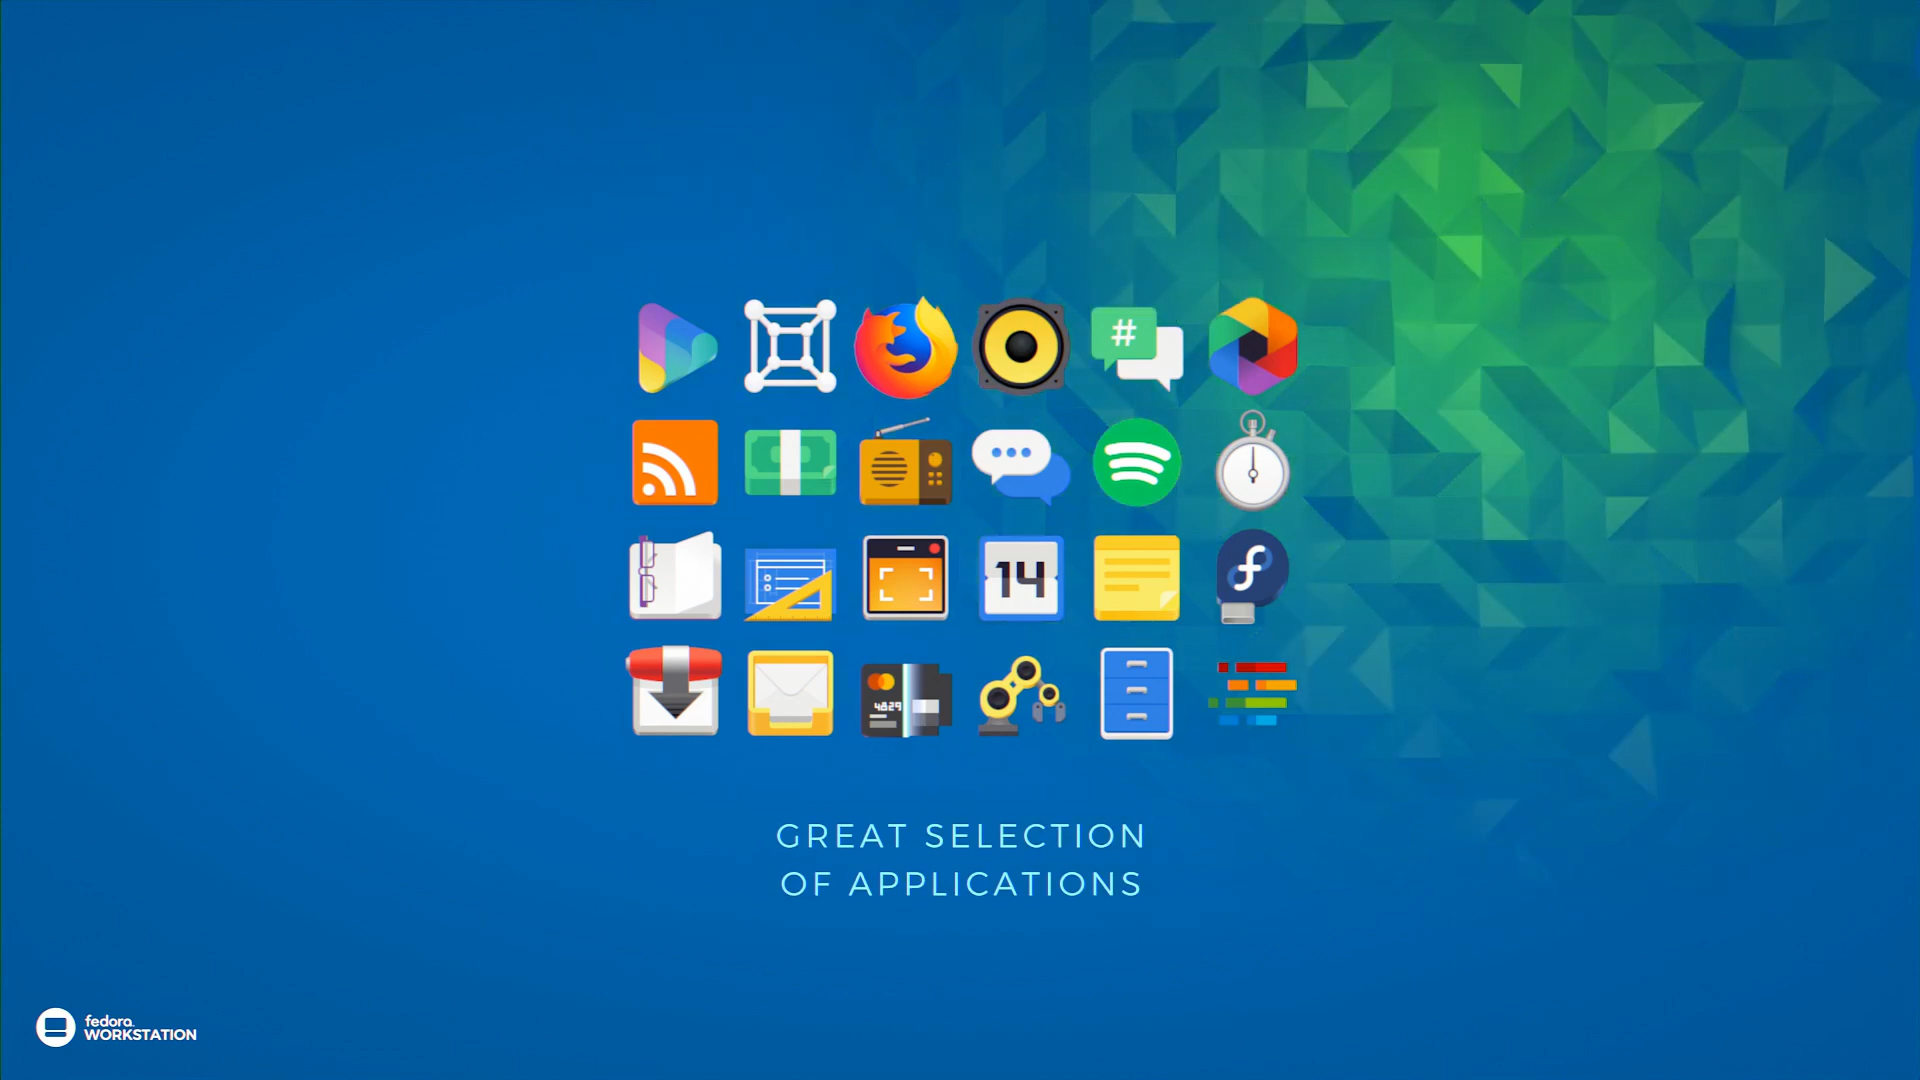 #
14
4829
GREAT SELECTION
OF APPLICATIONS
fedora
WORKSTATION